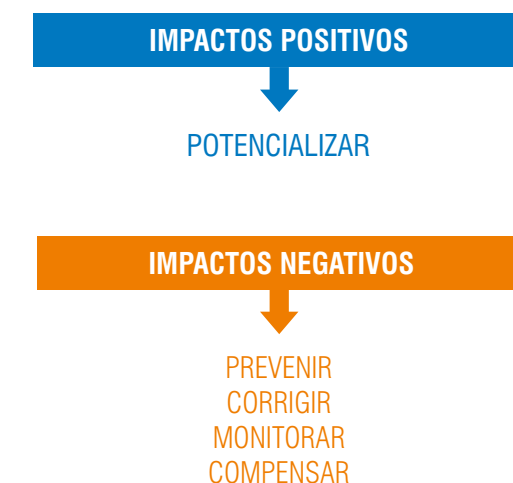 IMPACTOS POSITIVOS
POTENCIALIZAR
IMPACTOS NEGATIVOS
PREVENIR
CORRIGIR
MONITORAR
COMPENSAR